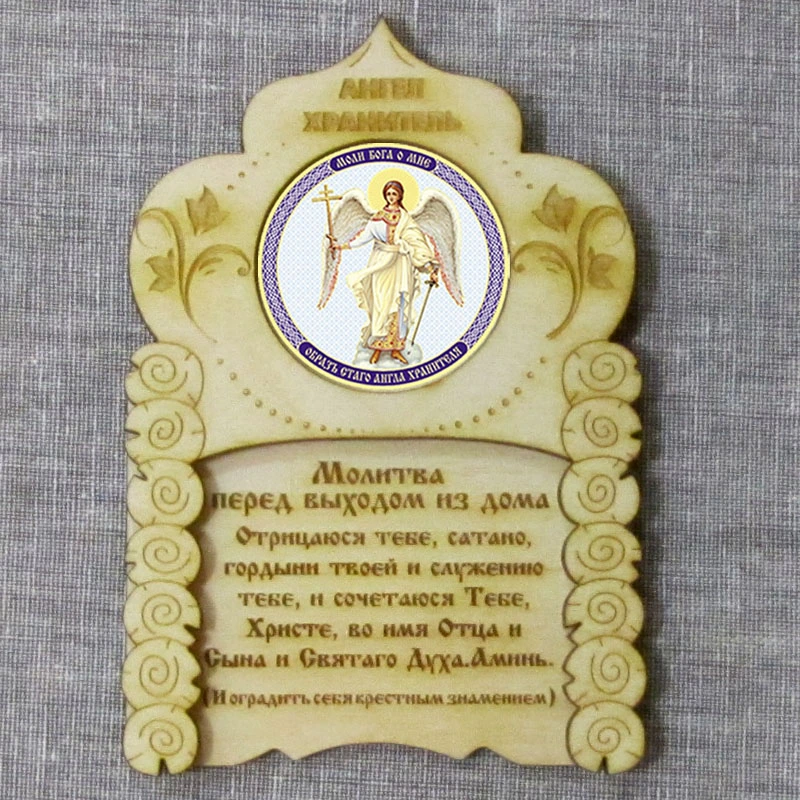 АНГЕЛ
ХРАНИТЕЛЬ
МОЛИ БОГА О МНЕ
ОБРАЗЪ СТАГО АНГЛА ХРАНИТЕЛЯ
Молитва
перед выходом из дома
Отрицаюся тебе, сатано,
гордыни твоей и служению
тебе, и сочетаюся Тебе,
Христе, во имя Отца и
Сына и Святаго Духа.Аминь.
(И оградить себя крестным знамением)